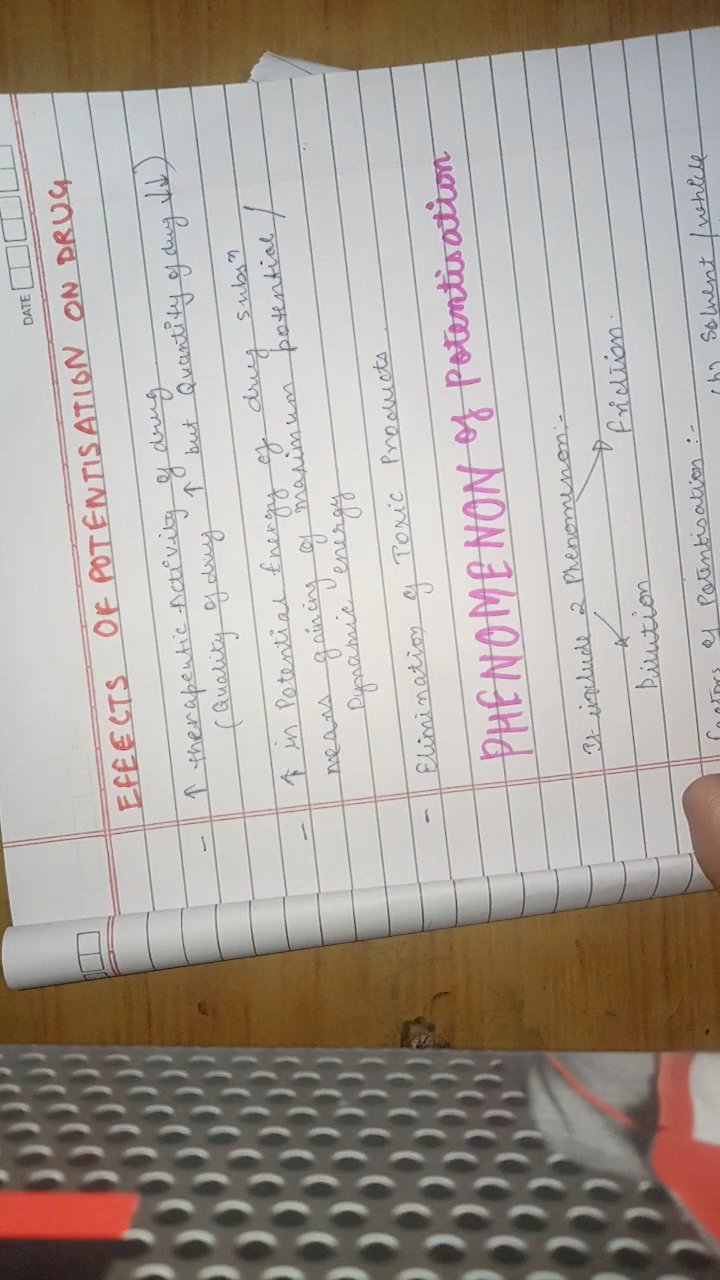 DATE
EFFECTS OF POTENTISATION ON DRUG
- ↑ therapeutic Activity of drug
(Quality of drug ↑ but Quantity of drug ↓↓)
- ↑ in Potential Energy of drug subsⁿ
means gaining of maximum potential /
Dynamic energy
- Elimination of Toxic Products.
PHENOMENON of Potentisation
It include 2 Phenomenon:-
Dilution friction.
of Potentisation :- Solvent / vehicle